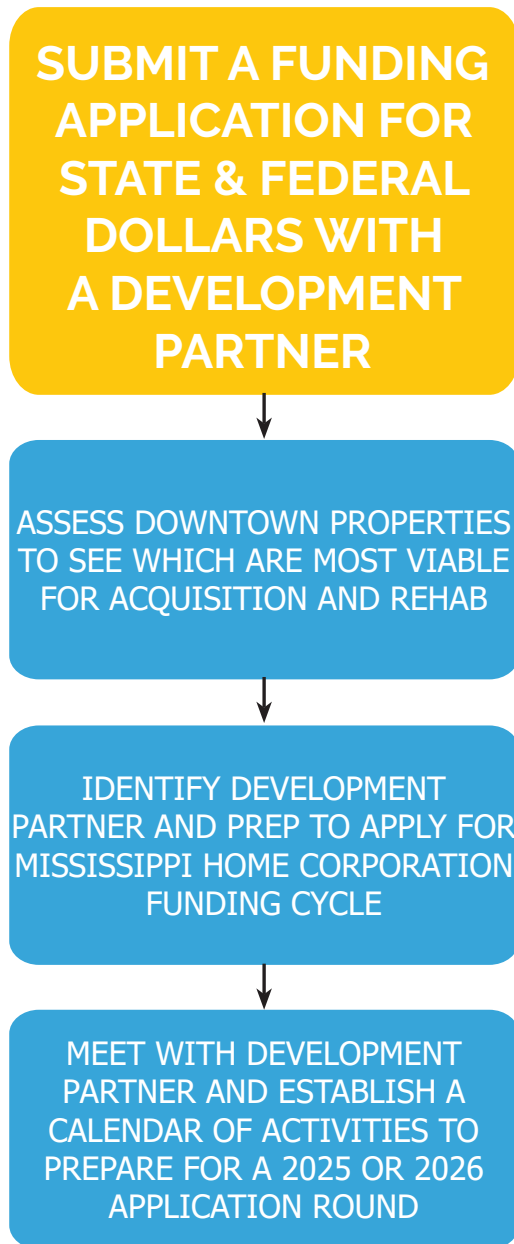 SUBMIT A FUNDING
APPLICATION FOR
STATE & FEDERAL
DOLLARS WITH
A DEVELOPMENT
PARTNER
ASSESS DOWNTOWN PROPERTIES
TO SEE WHICH ARE MOST VIABLE
FOR ACQUISITION AND REHAB
IDENTIFY DEVELOPMENT
PARTNER AND PREP TO APPLY FOR
MISSISSIPPI HOME CORPORATION
FUNDING CYCLE
MEET WITH DEVELOPMENT
PARTNER AND ESTABLISH A
CALENDAR OF ACTIVITIES TO
PREPARE FOR A 2025 OR 2026
APPLICATION ROUND